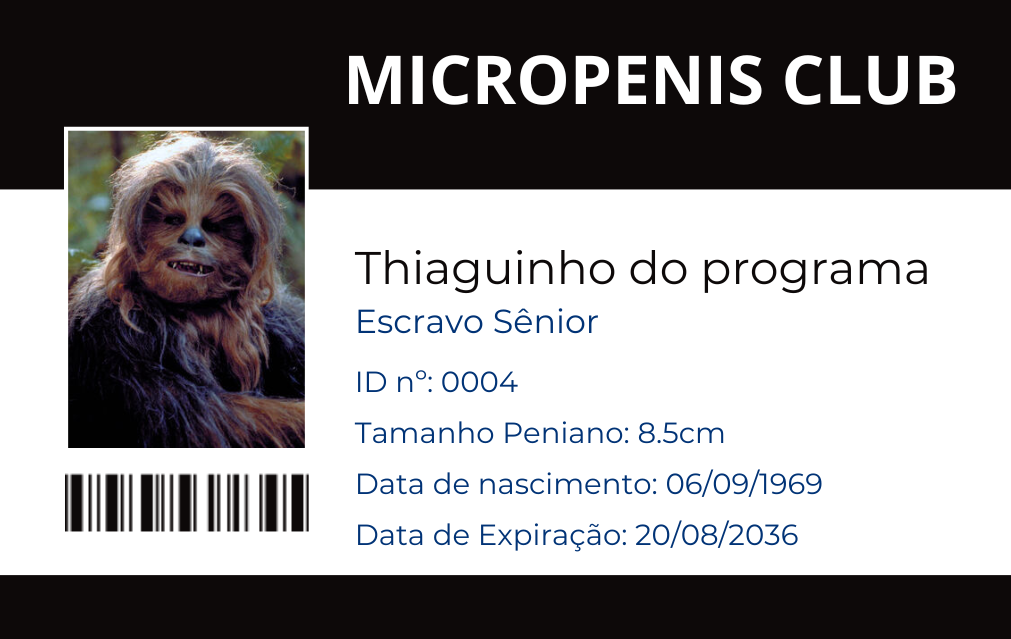 MICROPENIS CLUB
Thiaguinho do programa
Escravo Sênior
ID nº: 0004
Tamanho Peniano: 8.5cm
Data de nascimento: 06/09/1969
Data de Expiração: 20/08/2036